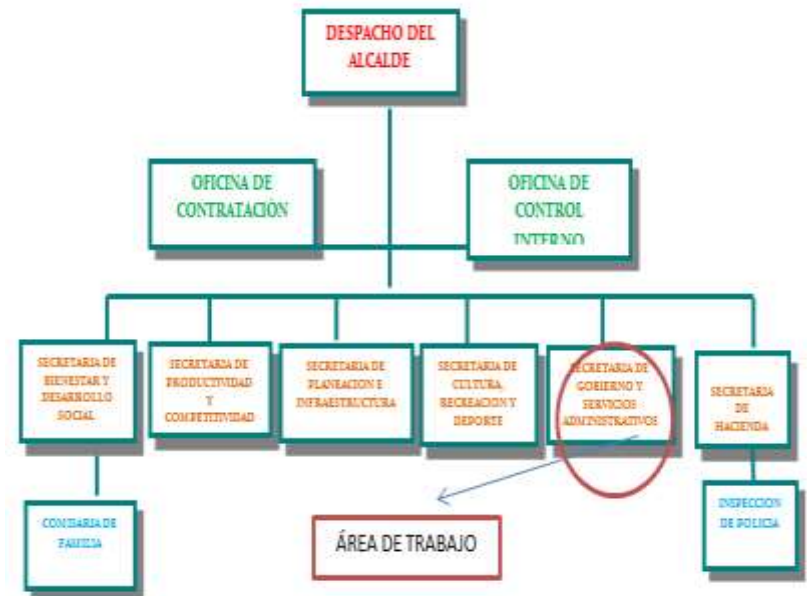 DESPACHO DEL
ALCALDE
OFICINA DE
CONTRATACIÓN
OFICINA DE
CONTROL
INTERNO
SECRETARIA DE
BIENESTAR Y
DESARROLLO
SOCIAL
SECRETARIA DE
PRODUCTIVIDAD
Y
COMPETITIVIDAD
SECRETARIA DE
PLANEACION E
INFRAESTRUCTURA
SECRETARIA DE
CULTURA,
RECREACION Y
DEPORTE
SECRETARIA DE
GOBIERNO Y
SERVICIOS
ADMINISTRATIVOS
SECRETARIA
DE
HACIENDA
COMISARIA DE
FAMILIA
ÁREA DE TRABAJO
INSPECCION
DE POLICIA